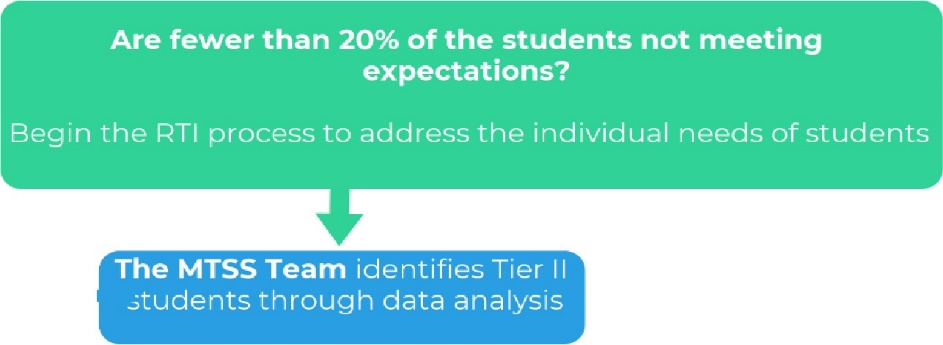 Are fewer than 20% of the students not meeting
expectations?
Begin the RTI process to address the individual needs of students
The MTSS Team identifies Tier II
students through data analysis